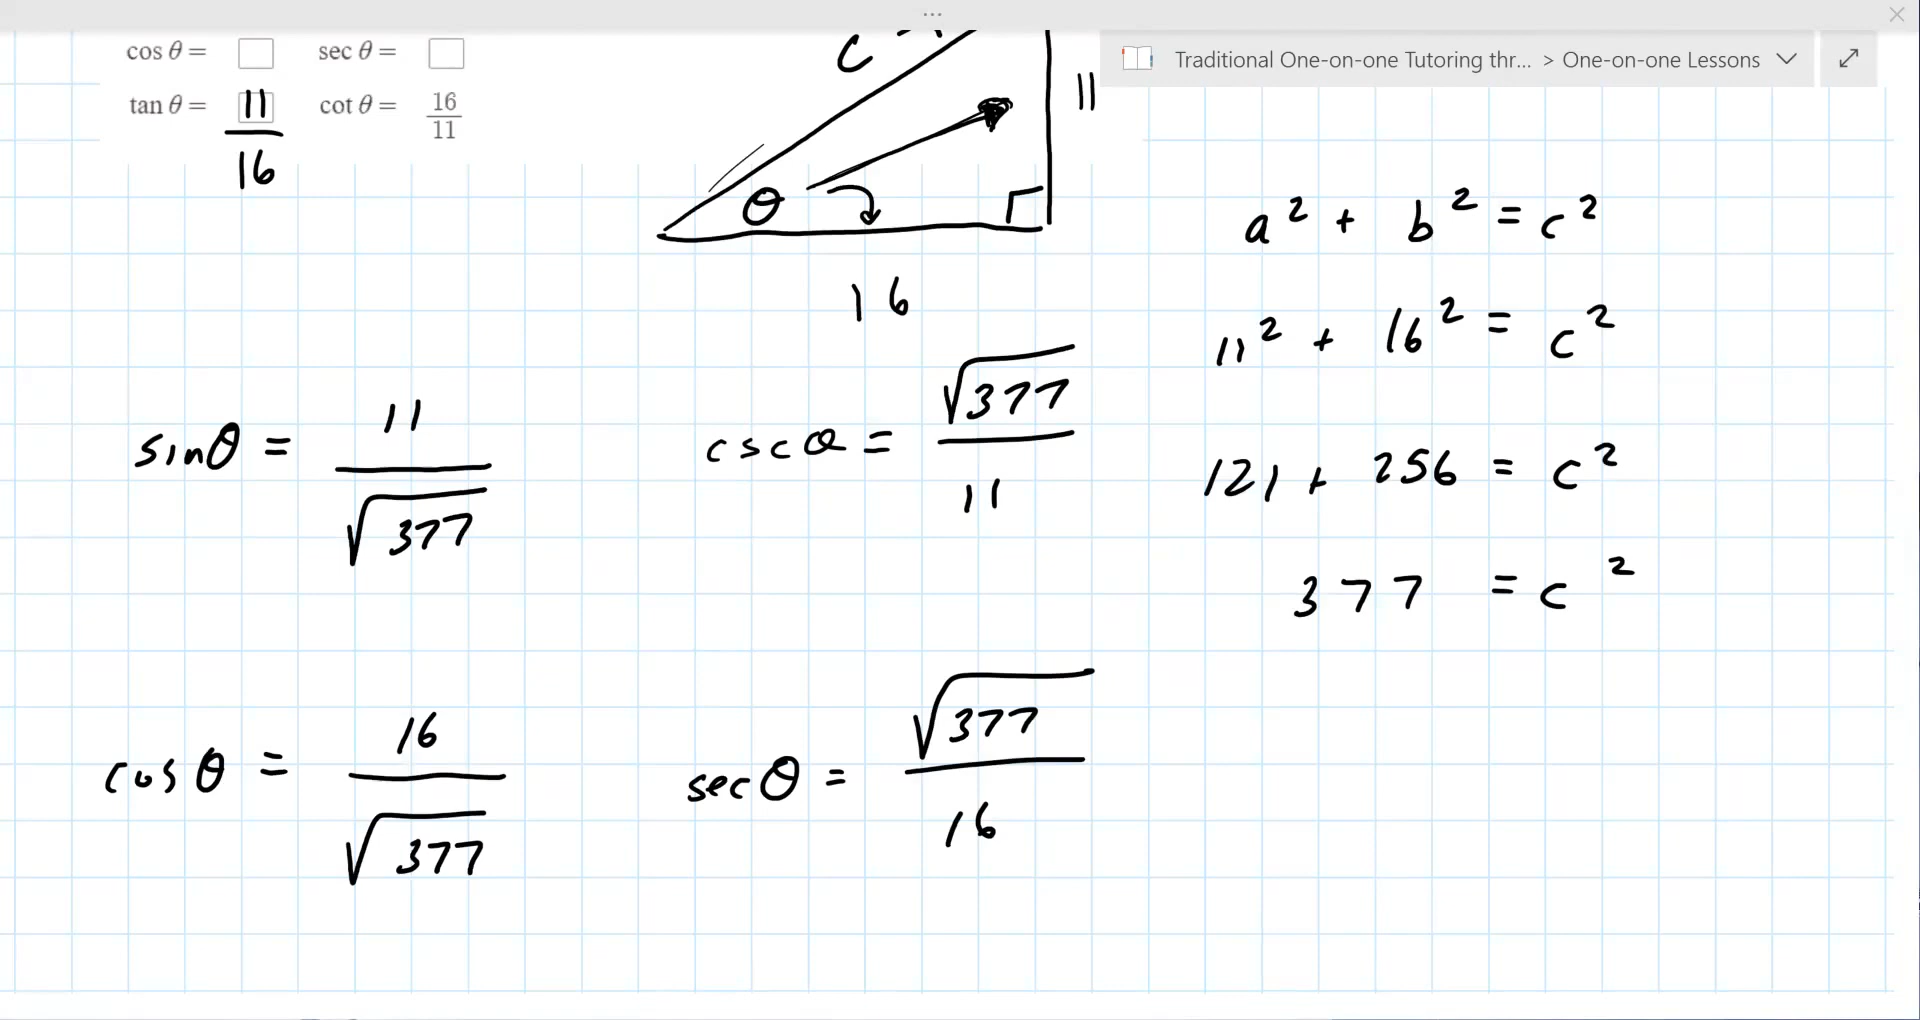 ...
cos θ = sec θ =
tan θ = 11/16 cot θ = 16/11
c
11
θ
16
Traditional One-on-one Tutoring thr... > One-on-one Lessons
a² + b² = c²
11² + 16² = c²
121 + 256 = c²
377 = c²
sinθ = 11/√377
cscθ = √377/11
cosθ = 16/√377
secθ = √377/16